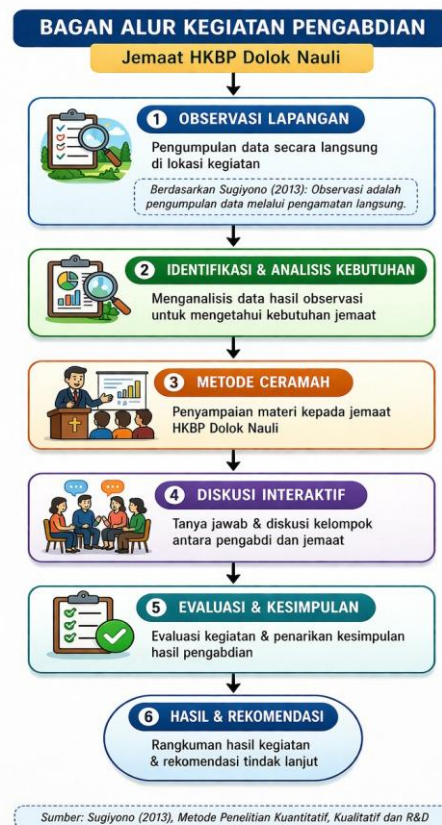 BAGAN ALUR KEGIATAN PENGABDIAN
Jemaat HKBP Dolok Nauli
1 OBSERVASI LAPANGAN
Pengumpulan data secara langsung
di lokasi kegiatan
Berdasarkan Sugiyono (2013): Observasi adalah
pengumpulan data melalui pengamatan langsung.
2 IDENTIFIKASI & ANALISIS KEBUTUHAN
Menganalisis data hasil observasi
untuk mengetahui kebutuhan jemaat
3 METODE CERAMAH
Penyampaian materi kepada jemaat
HKBP Dolok Nauli
4 DISKUSI INTERAKTIF
Tanya jawab & diskusi kelompok
antara pengabdi dan jemaat
5 EVALUASI & KESIMPULAN
Evaluasi kegiatan & penarikan kesimpulan
hasil pengabdian
6 HASIL & REKOMENDASI
Rangkuman hasil kegiatan
& rekomendasi tindak lanjut
Sumber: Sugiyono (2013), Metode Penelitian Kuantitatif, Kualitatif dan R&D